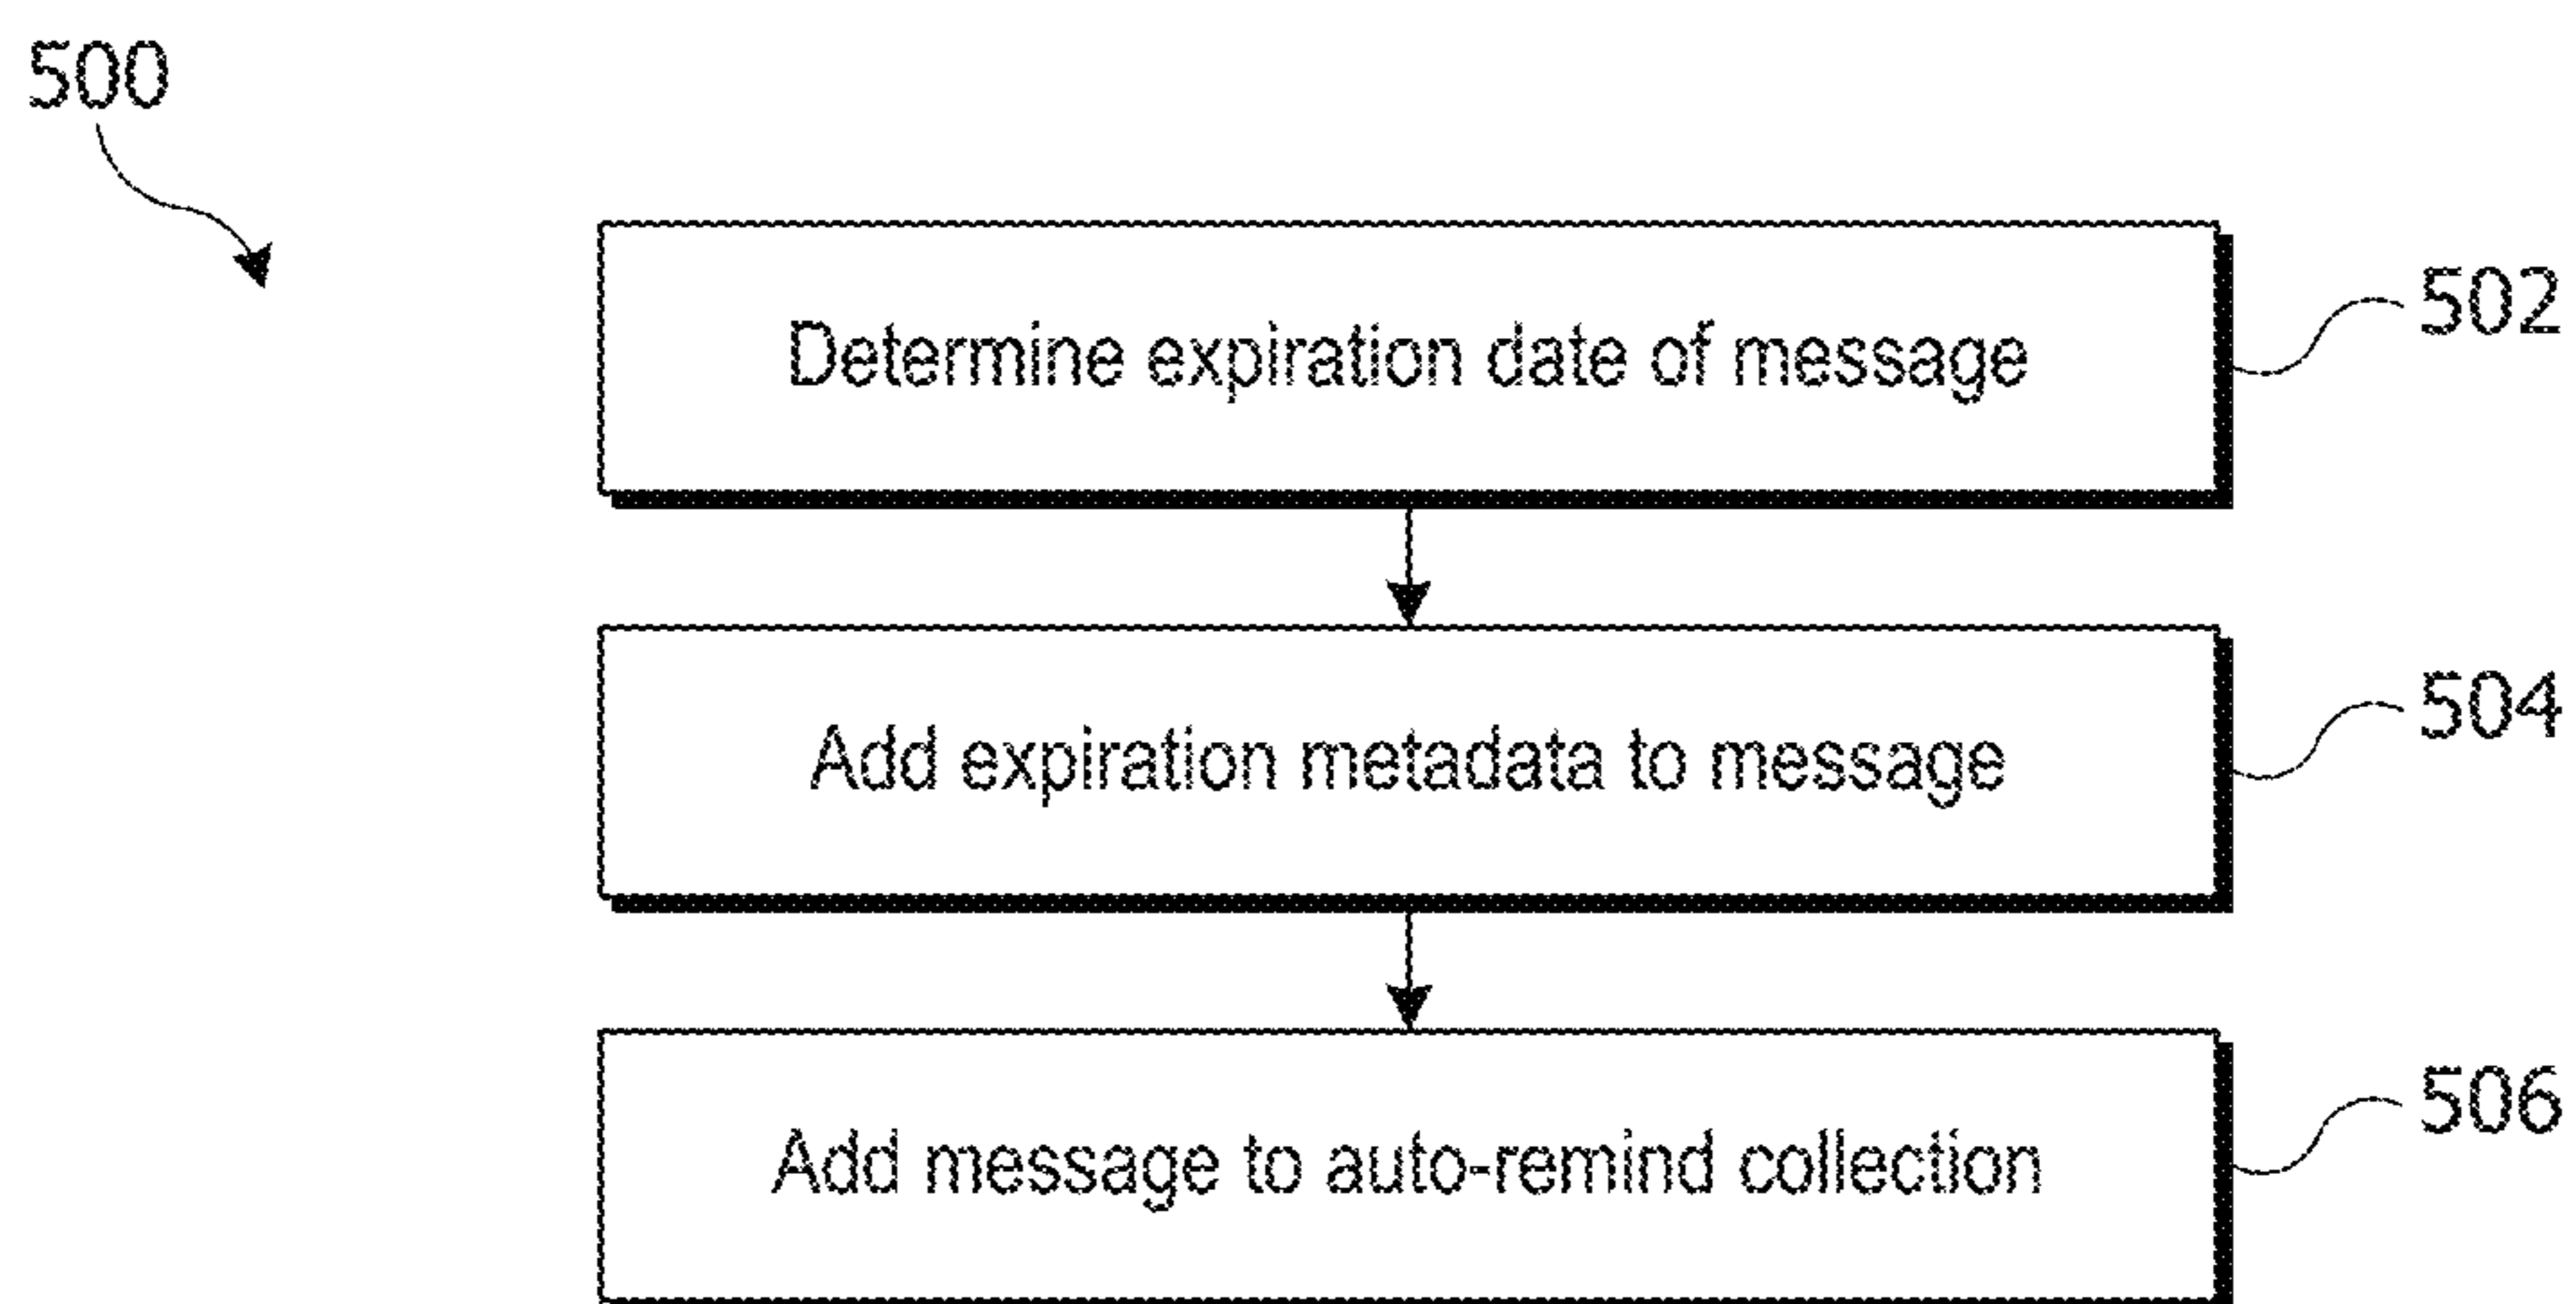 500
Determine expiration date of message
502
Add expiration metadata to message
504
Add message to auto-remind collection
506